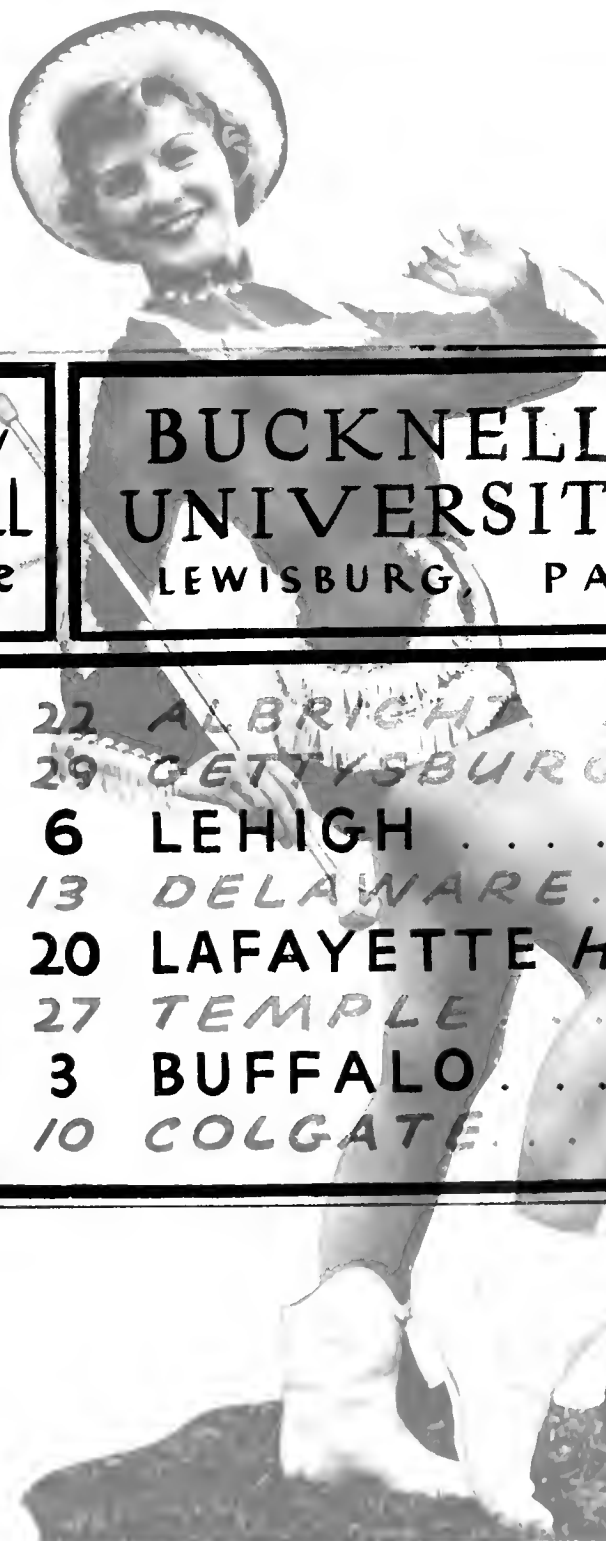 BUCKNELL
UNIVERSIT
LEWISBURG, PA
22 ALBRIGHT .
29 GETTYSBURG
6 LEHIGH ....
13 DELAWARE.
20 LAFAYETTE H
27 TEMPLE ...
3 BUFFALO...
10 COLGATE....